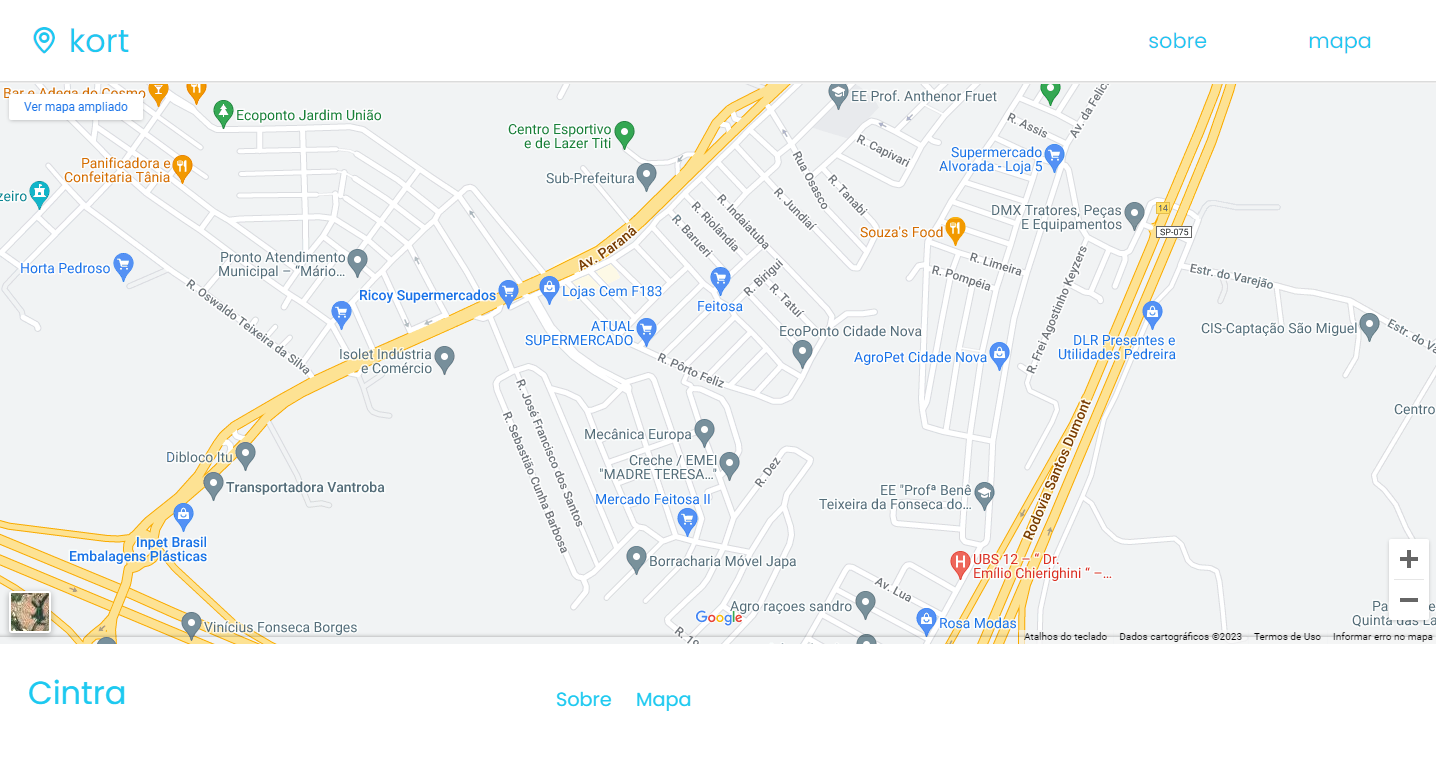 kort
sobre
mapa
Bar e Adega do Cosmo
Ver mapa ampliado
Ecoponto Jardim União
EE Prof. Anthenor Fruet
Centro Esportivo
e de Lazer Titi
R. Assis
Av. da Felic
R. Capivari
Supermercado
Alvorada - Loja 5
Panificadora e
Confeitaria Tânia
Sub-Prefeitura
Rua Osasco
R. Tanabi
zeiro
R. Jundiaí
R. Indaiatuba
R. Riolândia
R. Barueri
DMX Tratores, Peças
E Equipamentos
14
SP-075
Souza's Food
Av. Paraná
Horta Pedroso
Pronto Atendimento
Municipal – “Mário...
R. Limeira
R. Pompéia
R. Frei Agostinho Keyzers
Estr. do Varejão
R. Birigui
R. Tatuí
Ricoy Supermercados
Lojas Cem F183
Feitosa
R. Oswaldo Teixeira da Silva
ATUAL
SUPERMERCADO
EcoPonto Cidade Nova
CIS-Captação São Miguel
Estr. do Va
DLR Presentes e
Utilidades Pedreira
Isolet Indústria
e Comércio
R. Pôrto Feliz
AgroPet Cidade Nova
R. José Francisco dos Santos
R. Sebastião Cunha Barbosa
Centro
Rodovia Santos Dumont
Mecânica Europa
Dibloco Itu
Creche / EMEI
"MADRE TERESA..."
R. Dez
Transportadora Vantroba
Mercado Feitosa II
EE "Profª Benê
Teixeira da Fonseca do...
Inpet Brasil
Embalagens Plásticas
Borracharia Móvel Japa
UBS 12 – “ Dr.
Emílio Chierighini “ –...
Av. Lua
Agro raçoes sandro
Google
Vinícius Fonseca Borges
Rosa Modas
Quinta das La
Atalhos do teclado
Dados cartográficos ©2023
Termos de Uso
Informar erro no mapa
Cintra
Sobre
Mapa